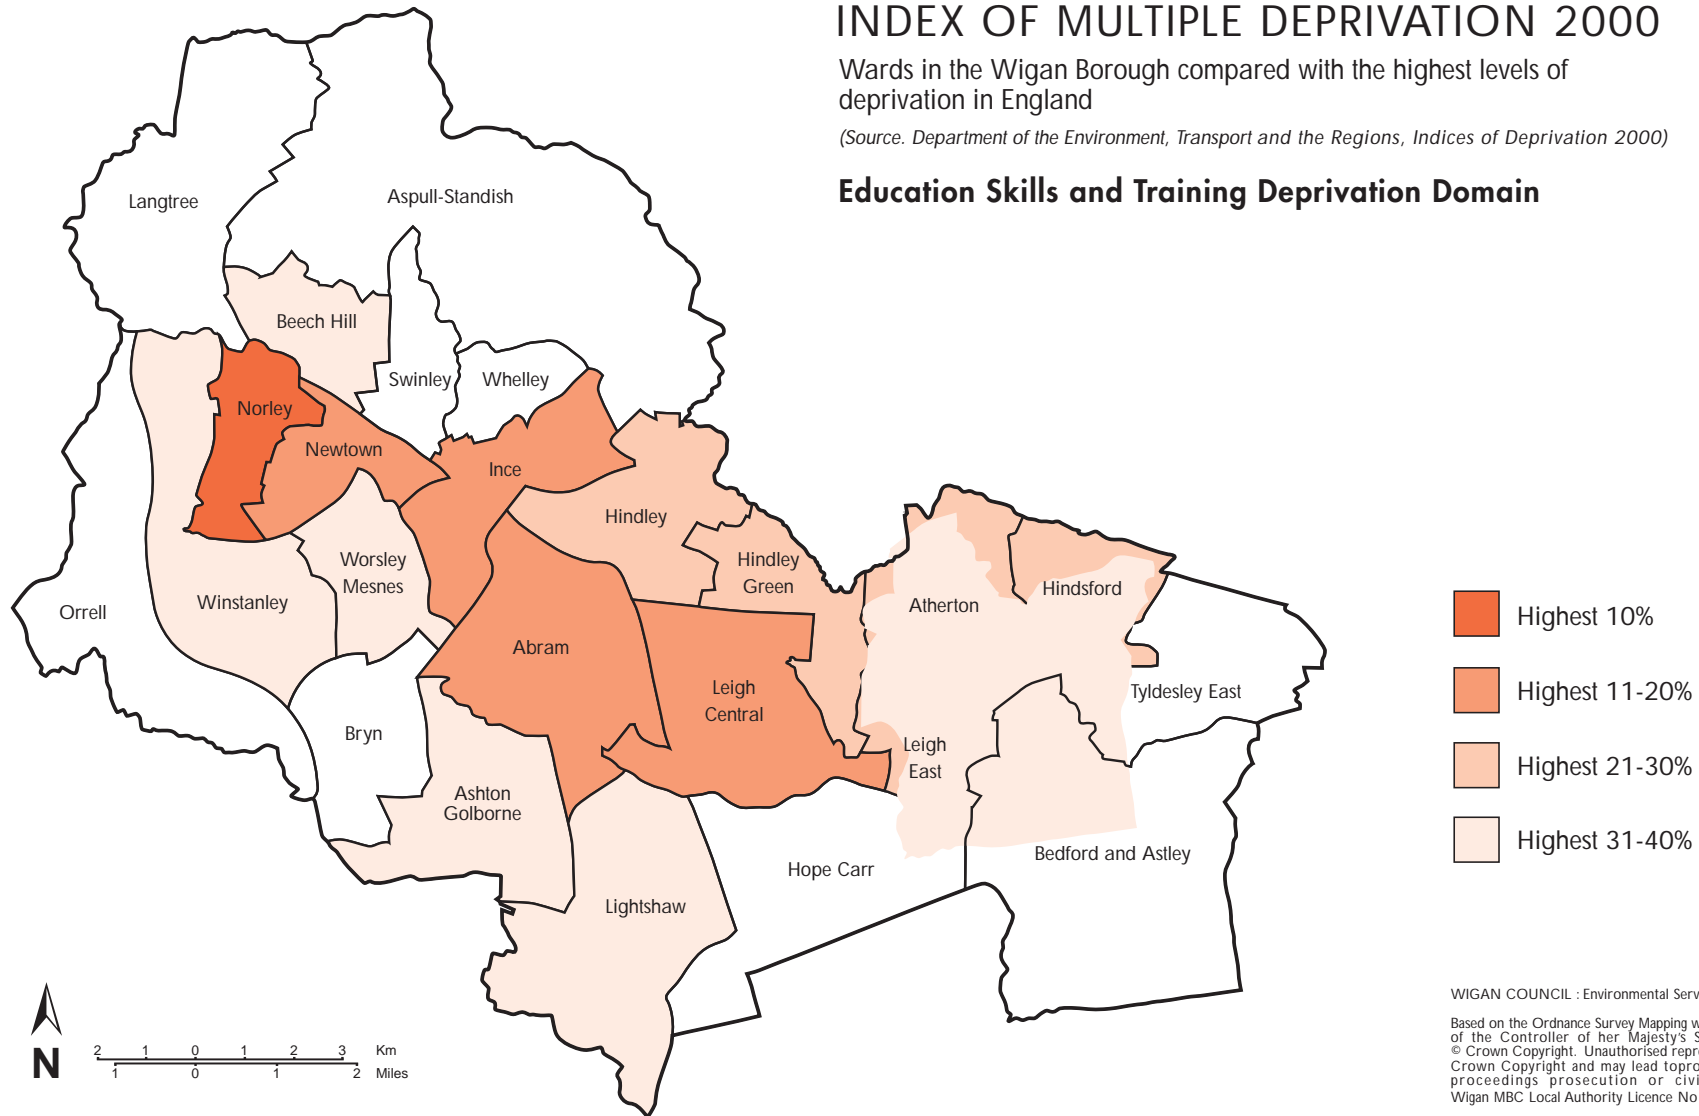 INDEX OF MULTIPLE DEPRIVATION 2000
Wards in the Wigan Borough compared with the highest levels of
deprivation in England
(Source. Department of the Environment, Transport and the Regions, Indices of Deprivation 2000)
Education Skills and Training Deprivation Domain
Langtree
Aspull-Standish
Beech Hill
Swinley
Whelley
Norley
Newtown
Ince
Hindley
Hindley
Green
Worsley
Mesnes
Winstanley
Orrell
Atherton
Hindsford
Abram
Leigh
Central
Tyldesley East
Bryn
Leigh
East
Ashton
Golborne
Hope Carr
Bedford and Astley
Lightshaw
Highest 10%
Highest 11-20%
Highest 21-30%
Highest 31-40%
N
2 1 0 1 2 3 Km
1 0 1 2 Miles
WIGAN COUNCIL : Environmental Serv
Based on the Ordnance Survey Mapping w
of the Controller of her Majesty's S
© Crown Copyright. Unauthorised repr
Crown Copyright and may lead topro
proceedings prosecution or civi
Wigan MBC Local Authority Licence No